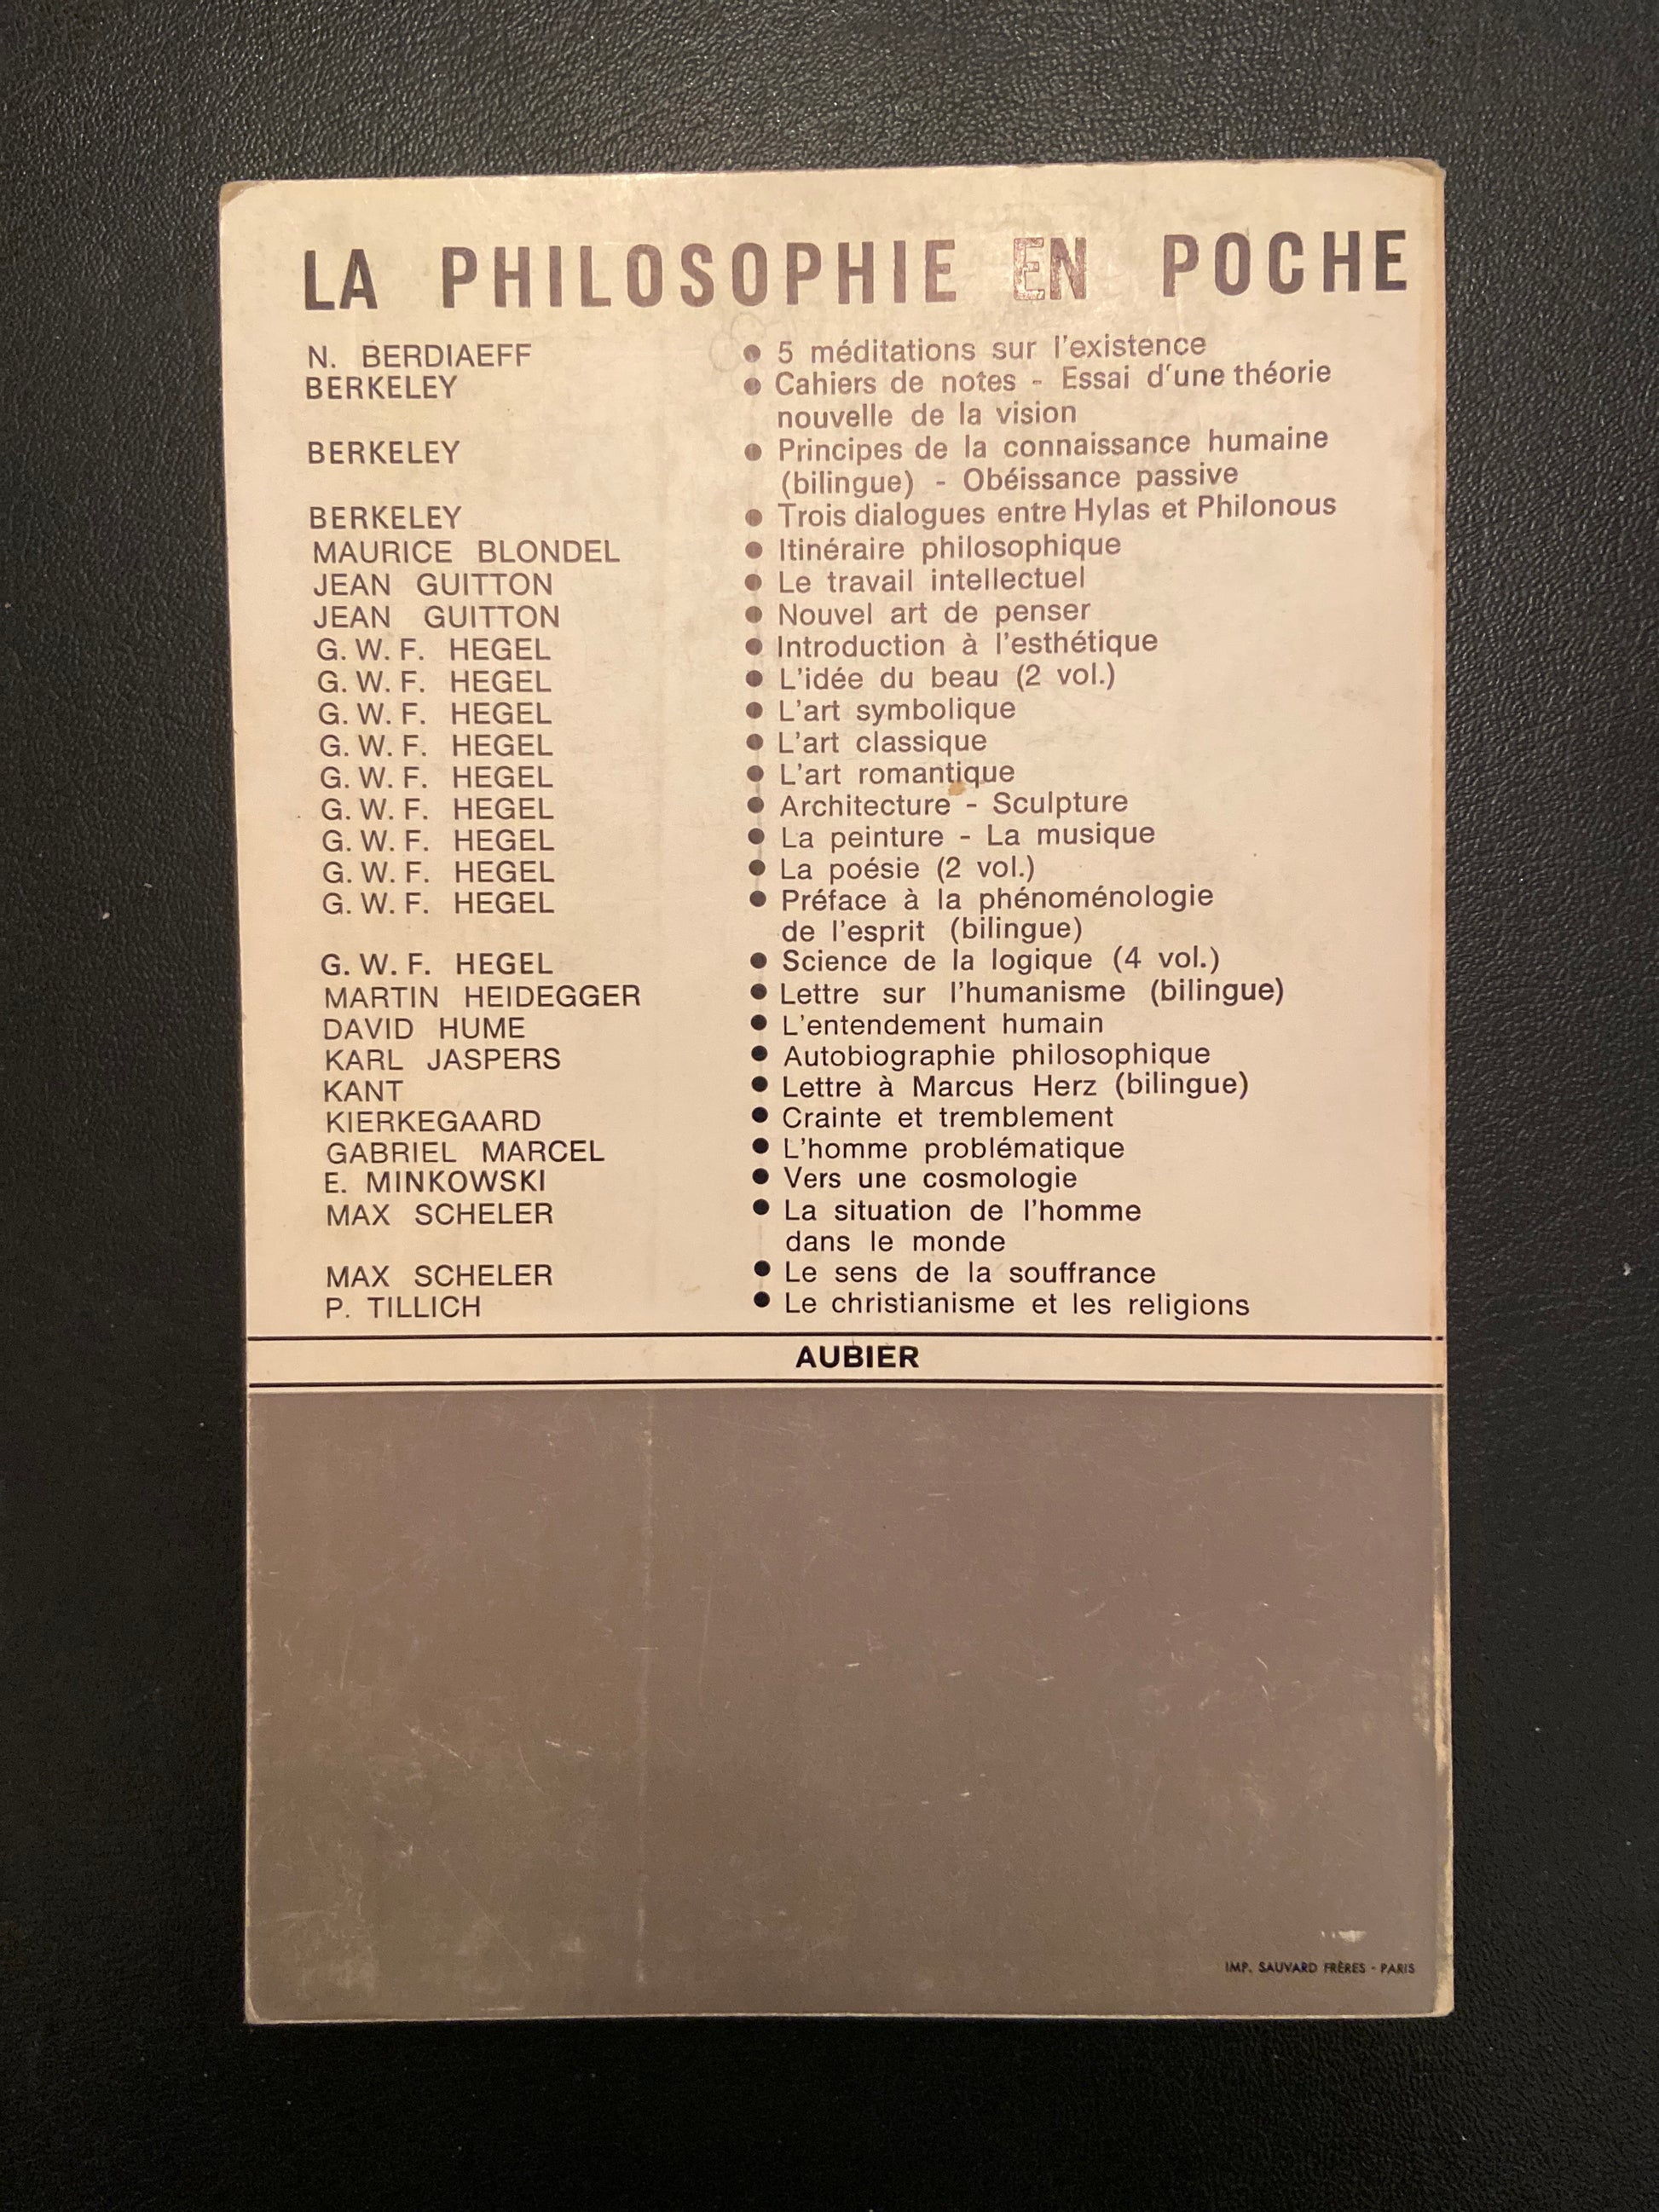 LA PHILOSOPHIE EN POCHE
N. BERDIAEFF ● 5 méditations sur l'existence
BERKELEY ● Cahiers de notes - Essai d'une théorie
nouvelle de la vision
BERKELEY ● Principes de la connaissance humaine
(bilingue) - Obéissance passive
BERKELEY ● Trois dialogues entre Hylas et Philonous
MAURICE BLONDEL ● Itinéraire philosophique
JEAN GUITTON ● Le travail intellectuel
JEAN GUITTON ● Nouvel art de penser
G. W. F. HEGEL ● Introduction à l'esthétique
G. W. F. HEGEL ● L'idée du beau (2 vol.)
G. W. F. HEGEL ● L'art symbolique
G. W. F. HEGEL ● L'art classique
G. W. F. HEGEL ● L'art romantique
G. W. F. HEGEL ● Architecture - Sculpture
G. W. F. HEGEL ● La peinture - La musique
G. W. F. HEGEL ● La poésie (2 vol.)
G. W. F. HEGEL ● Préface à la phénoménologie
de l'esprit (bilingue)
G. W. F. HEGEL ● Science de la logique (4 vol.)
MARTIN HEIDEGGER ● Lettre sur l'humanisme (bilingue)
DAVID HUME ● L'entendement humain
KARL JASPERS ● Autobiographie philosophique
KANT ● Lettre à Marcus Herz (bilingue)
KIERKEGAARD ● Crainte et tremblement
GABRIEL MARCEL ● L'homme problématique
E. MINKOWSKI ● Vers une cosmologie
MAX SCHELER ● La situation de l'homme
dans le monde
MAX SCHELER ● Le sens de la souffrance
P. TILLICH ● Le christianisme et les religions
AUBIER
IMP. SAUVARD FRÈRES - PARIS